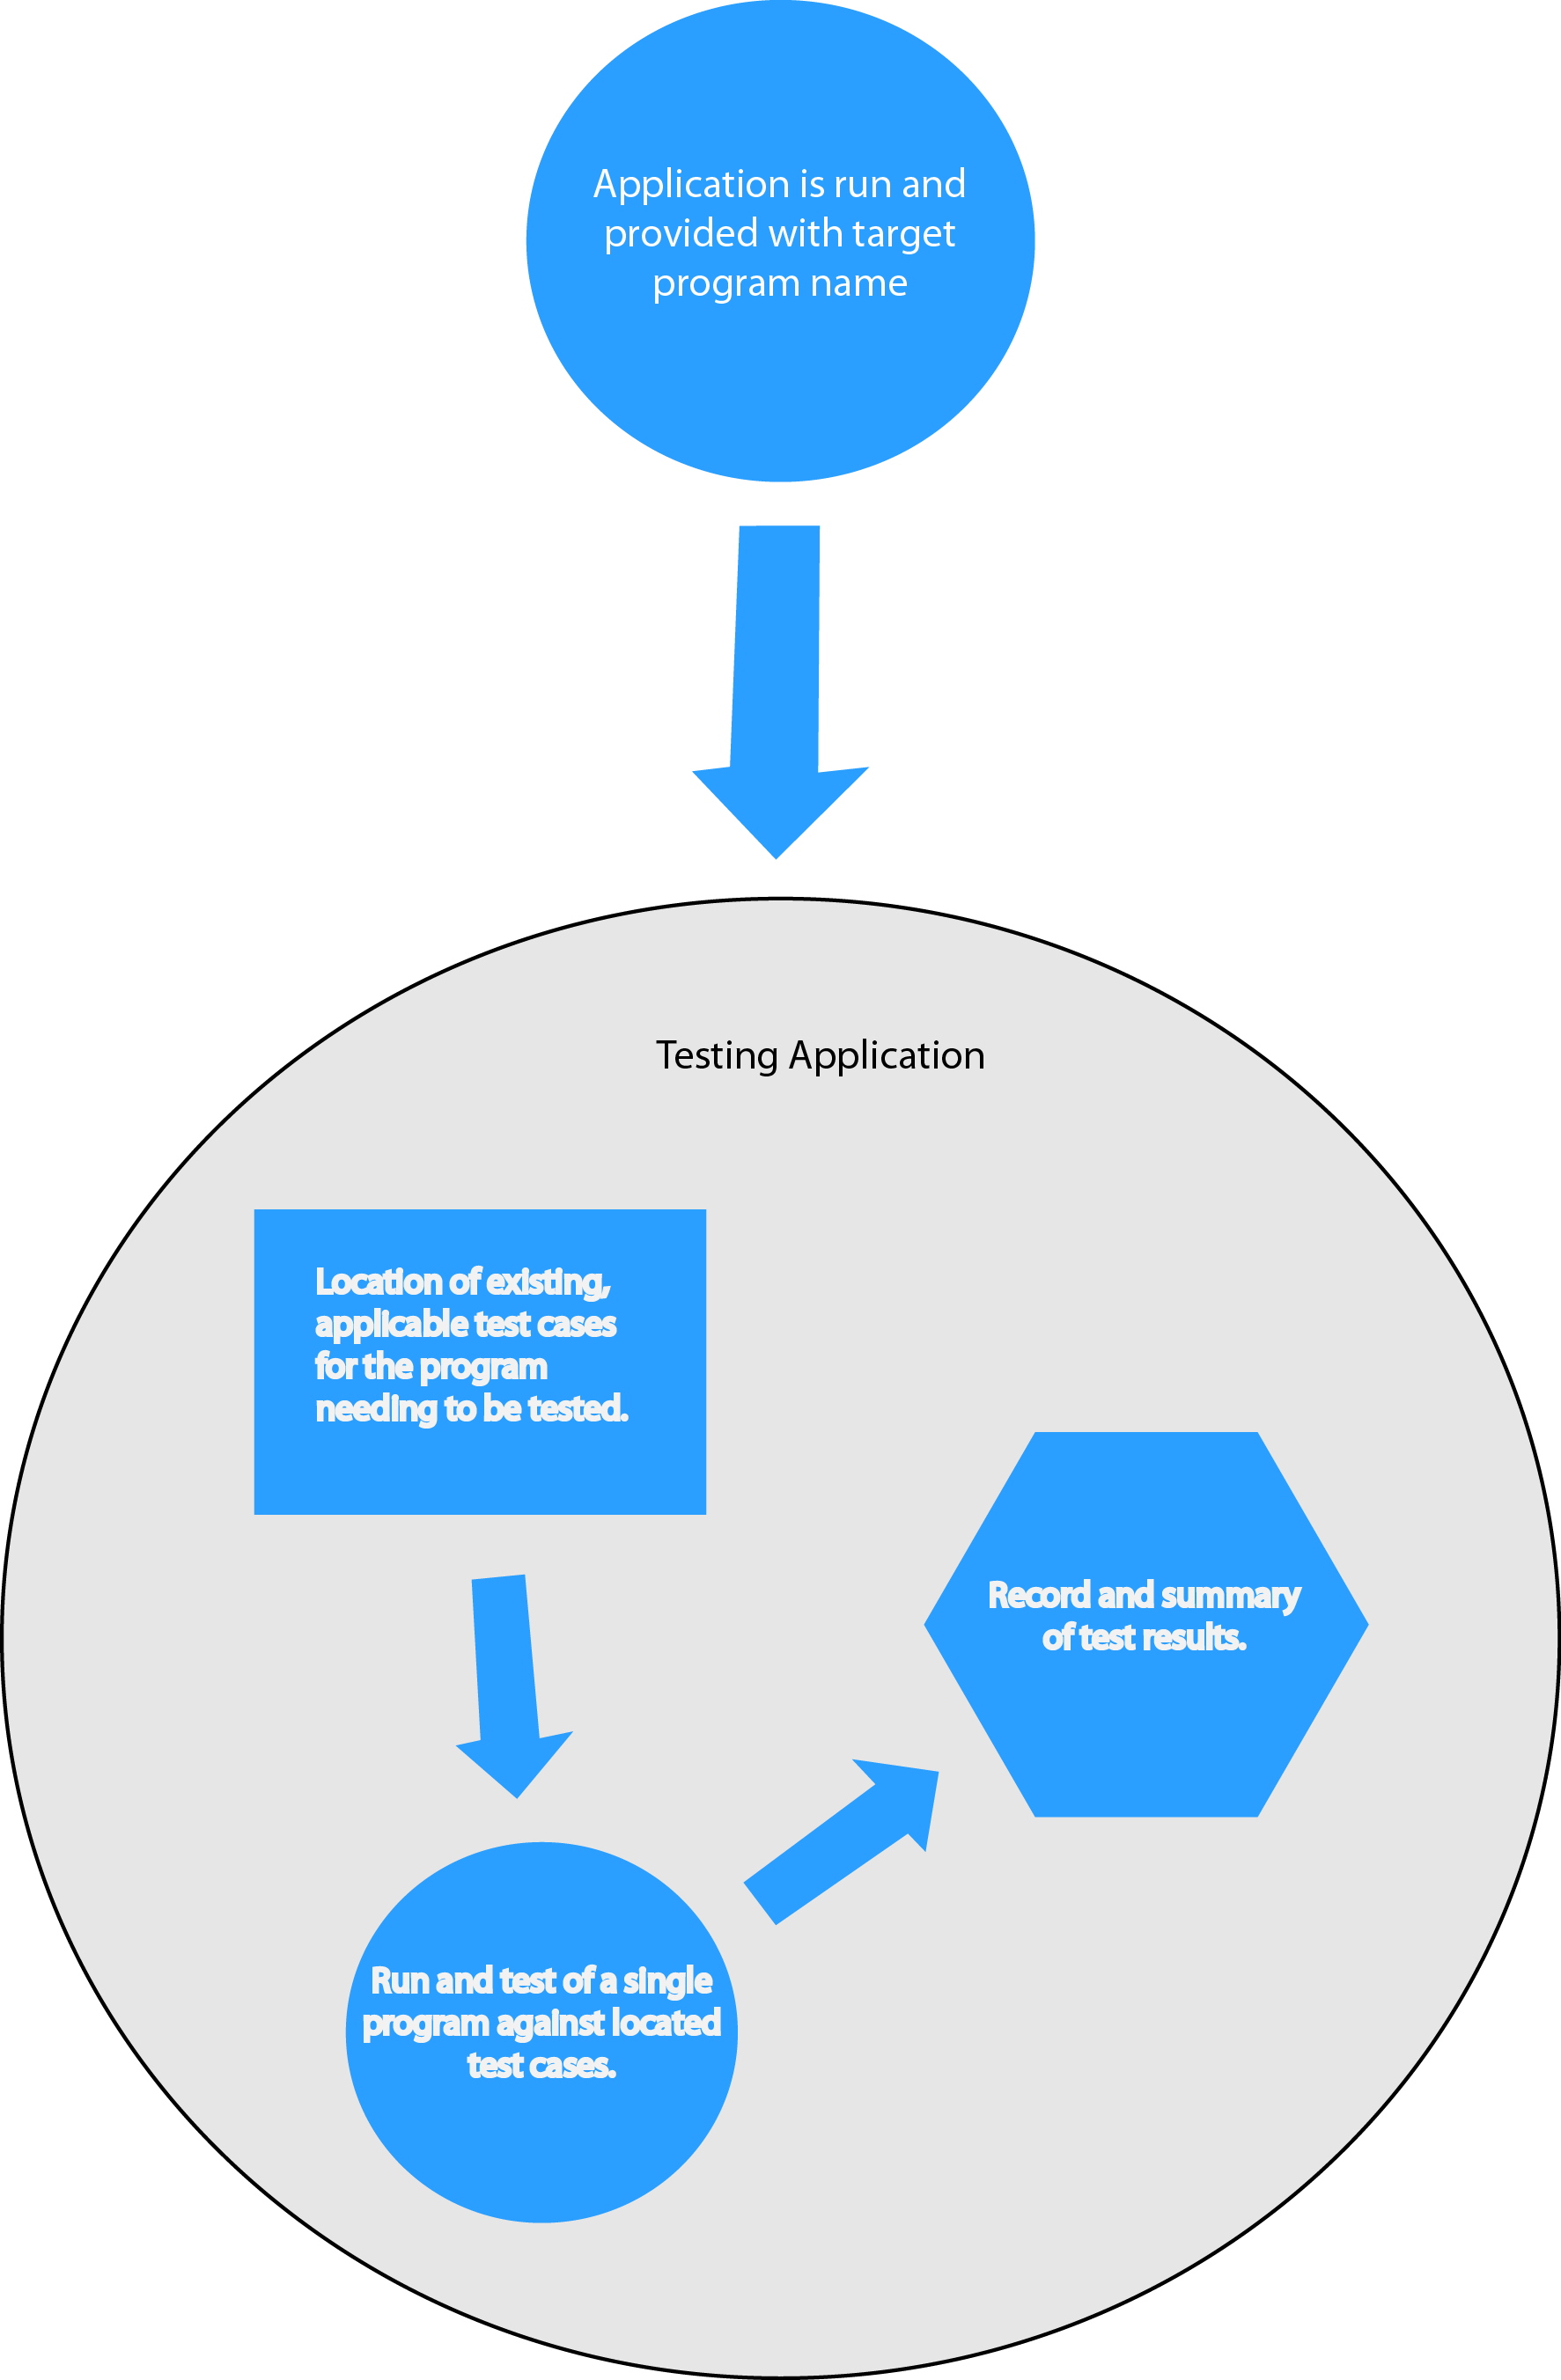 Application is run and
provided with target
program name
Testing Application
Location of existing,
applicable test cases
for the program
needing to be tested.
Record and summary
of test results.
Run and test of a single
program against located
test cases.